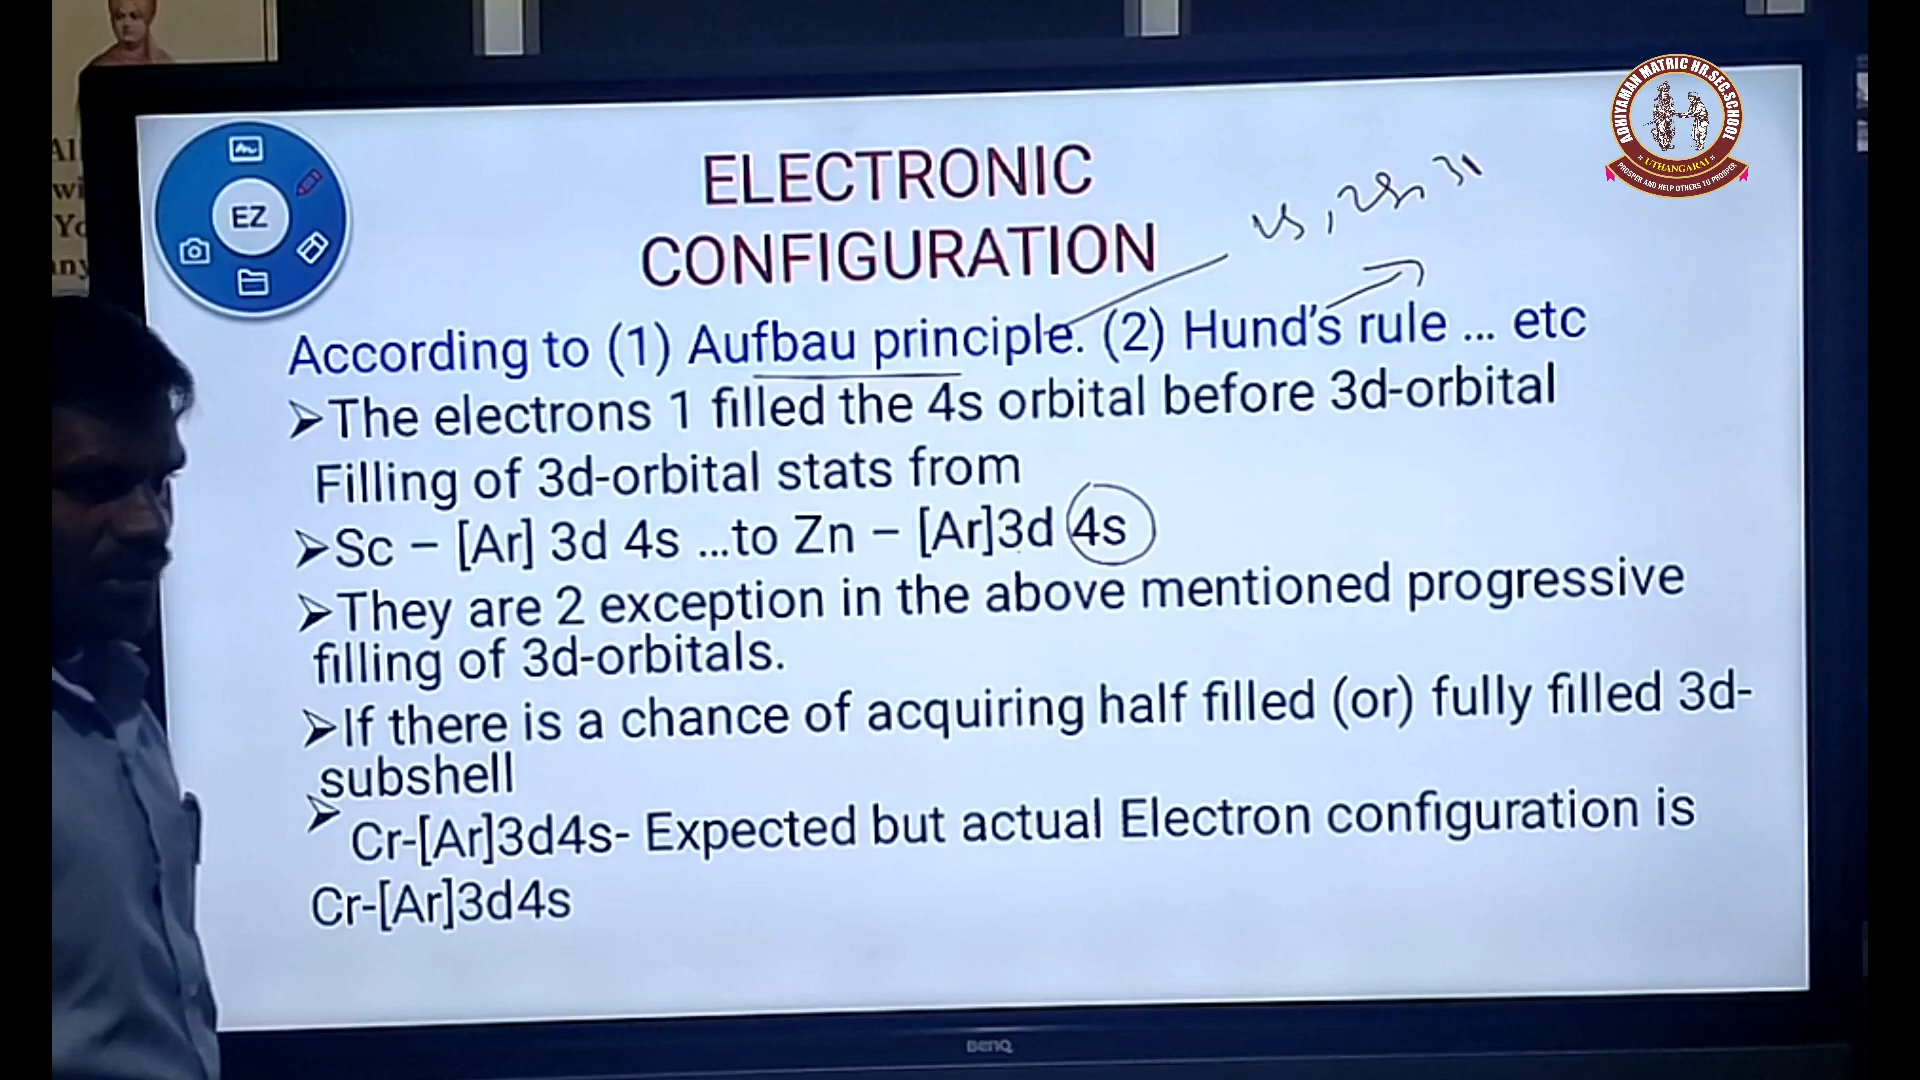 ADHIYAMAN MATRIC HR.SEC.SCHOOL
UTHANGARAI
PROSPER AND HELP OTHERS TO PROSPER
EZ
ELECTRONIC
CONFIGURATION
According to (1) Aufbau principle. (2) Hund's rule ... etc
➢The electrons 1 filled the 4s orbital before 3d-orbital
Filling of 3d-orbital stats from
➢Sc – [Ar] 3d 4s ...to Zn – [Ar]3d 4s
➢They are 2 exception in the above mentioned progressive
filling of 3d-orbitals.
➢If there is a chance of acquiring half filled (or) fully filled 3d-
subshell
➢ Cr-[Ar]3d4s- Expected but actual Electron configuration is
Cr-[Ar]3d4s
BenQ